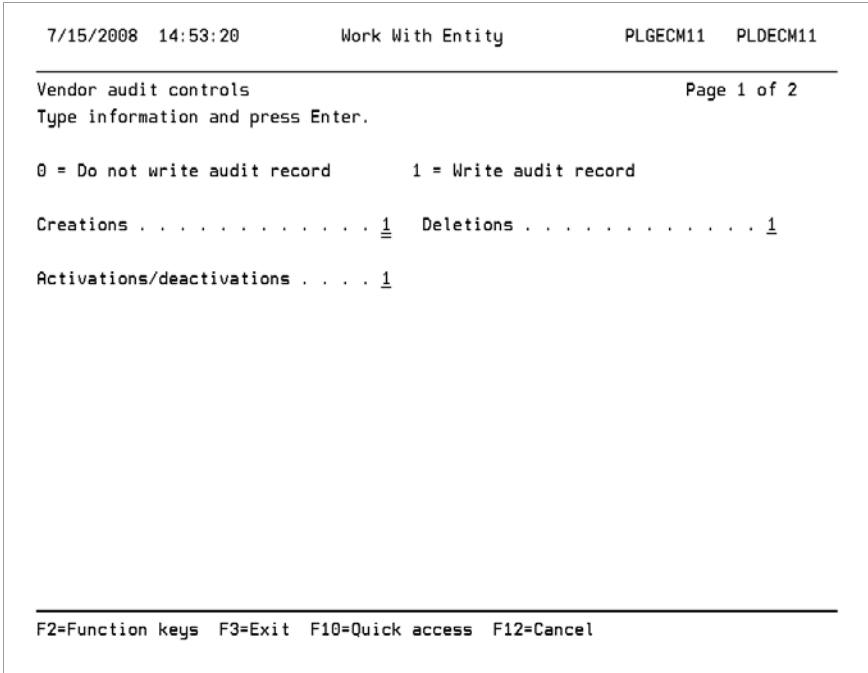 7/15/2008 14:53:20 Work With Entity PLGECM11 PLDECM11
Vendor audit controls Page 1 of 2
Type information and press Enter.
0 = Do not write audit record 1 = Write audit record
Creations . . . . . . . . . . . . 1 Deletions . . . . . . . . . . . . 1
Activations/deactivations . . . . 1
F2=Function keys F3=Exit F10=Quick access F12=Cancel